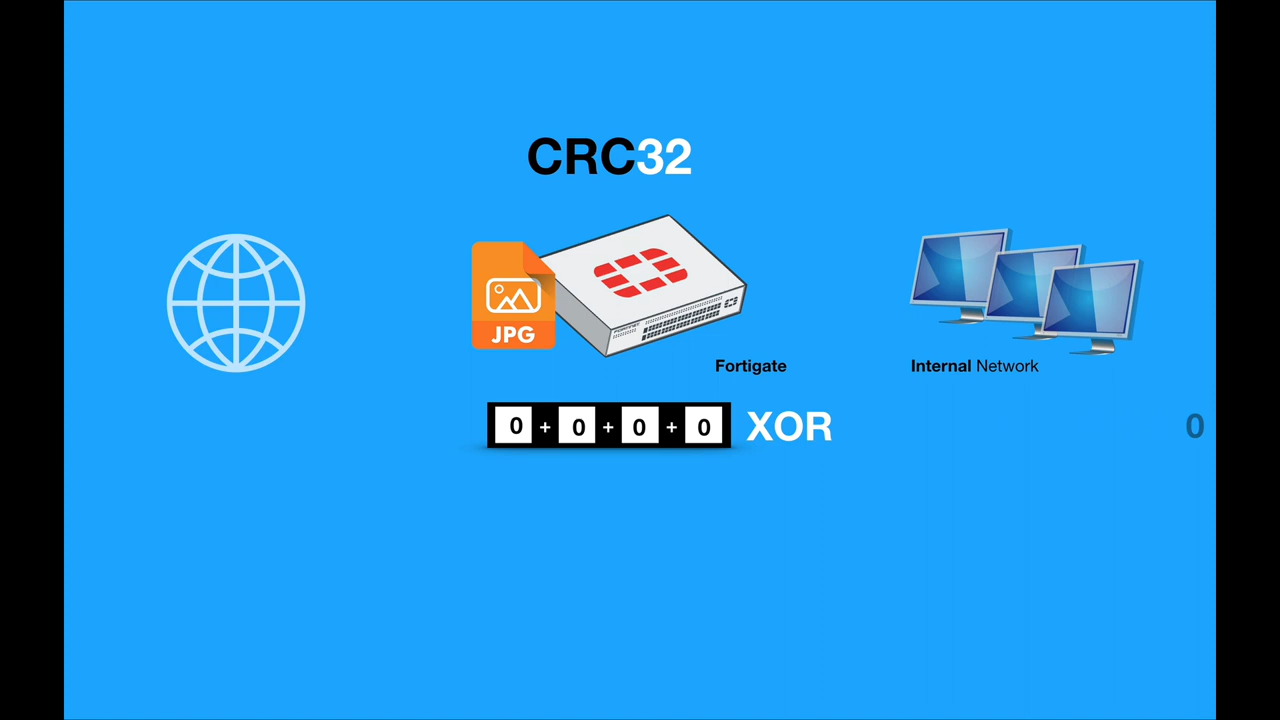 CRC32
JPG
Fortigate
Internal Network
0 + 0 + 0 + 0 XOR
0